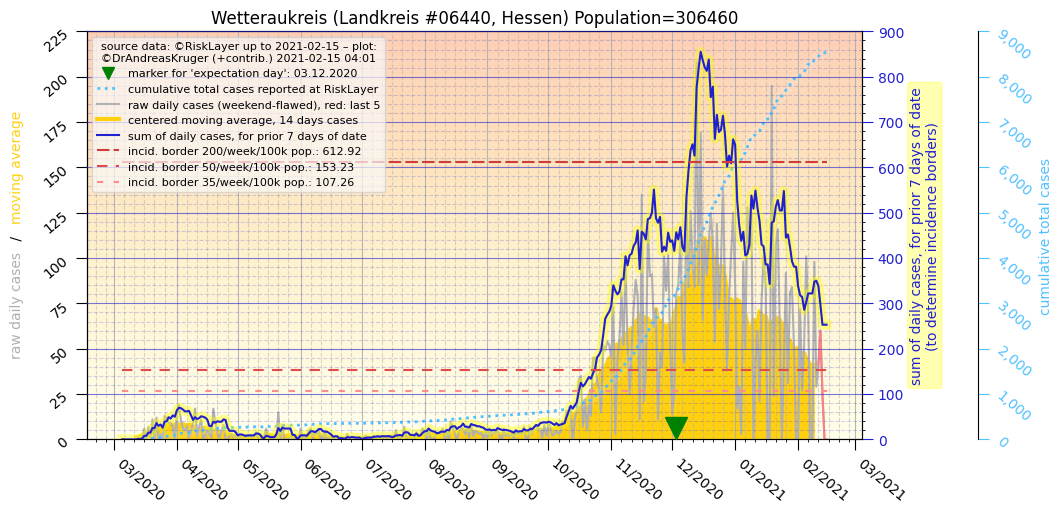 Wetteraukreis (Landkreis #06440, Hessen) Population=306460
source data: ©RiskLayer up to 2021-02-15 – plot:
©DrAndreasKruger (+contrib.) 2021-02-15 04:01
marker for 'expectation day': 03.12.2020
cumulative total cases reported at RiskLayer
raw daily cases (weekend-flawed), red: last 5
centered moving average, 14 days cases
sum of daily cases, for prior 7 days of date
incid. border 200/week/100k pop.: 612.92
incid. border 50/week/100k pop.: 153.23
incid. border 35/week/100k pop.: 107.26
raw daily cases / moving average
225
200
175
150
125
100
75
50
25
0
03/2020
04/2020
05/2020
06/2020
07/2020
08/2020
09/2020
10/2020
11/2020
12/2020
01/2021
02/2021
03/2021
900
800
700
600
500
400
300
200
100
0
sum of daily cases, for prior 7 days of date
(to determine incidence borders)
9,000
8,000
7,000
6,000
5,000
4,000
3,000
2,000
1,000
0
cumulative total cases